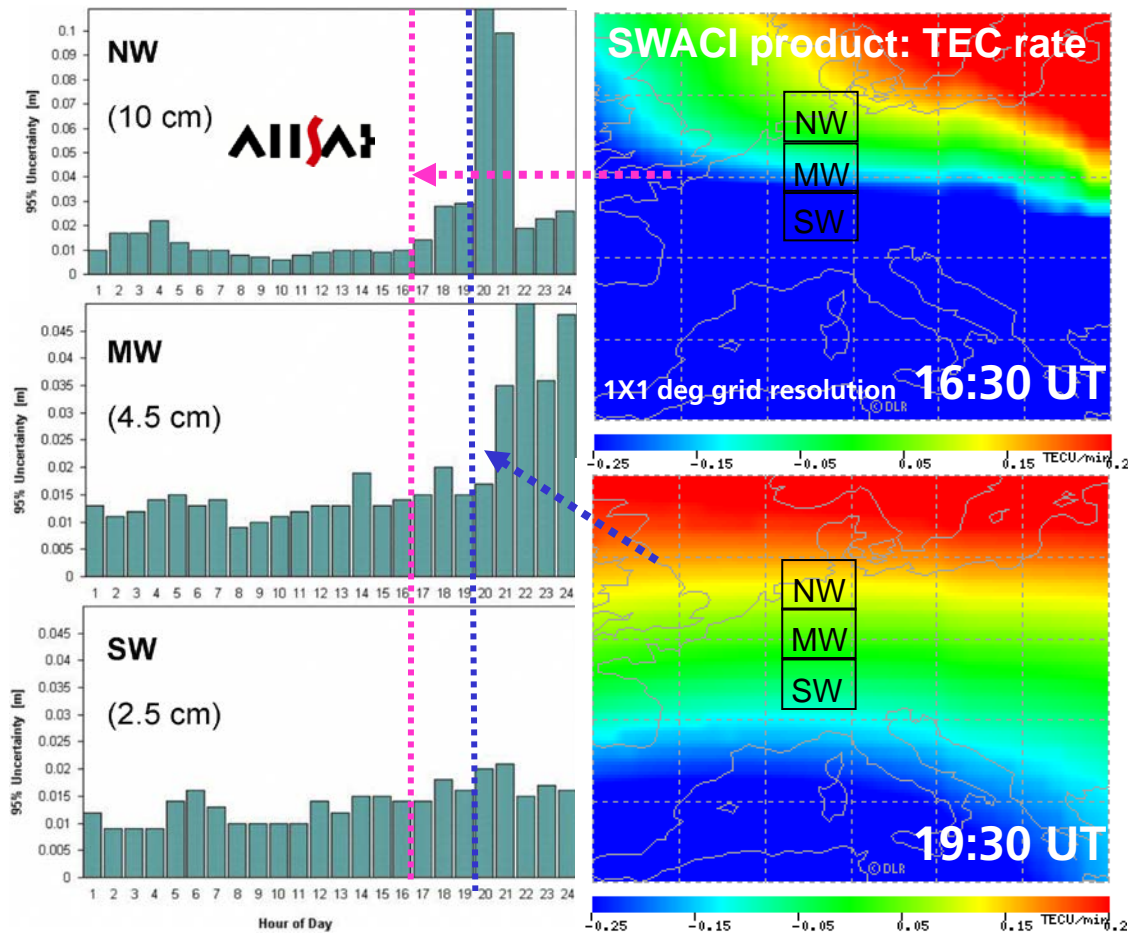 NW
(10 cm)
AllSAt
95% Uncertainty [m]
0.1
0.09
0.08
0.07
0.06
0.05
0.04
0.03
0.02
0.01
0
1 2 3 4 5 6 7 8 9 10 11 12 13 14 15 16 17 18 19 20 21 22 23 24
MW
(4.5 cm)
95% Uncertainty [m]
0.045
0.04
0.035
0.03
0.025
0.02
0.015
0.01
0.005
0
1 2 3 4 5 6 7 8 9 10 11 12 13 14 15 16 17 18 19 20 21 22 23 24
SW
(2.5 cm)
95% Uncertainty [m]
0.045
0.04
0.035
0.03
0.025
0.02
0.015
0.01
0.005
0
1 2 3 4 5 6 7 8 9 10 11 12 13 14 15 16 17 18 19 20 21 22 23 24
Hour of Day
SWACI product: TEC rate
NW
MW
SW
1X1 deg grid resolution 16:30 UT
©DLR
-0.25 -0.15 -0.05 0.05 0.15 TECU/min 0.2
NW
MW
SW
19:30 UT
©DLR
-0.25 -0.15 -0.05 0.05 0.15 TECU/min 0.2